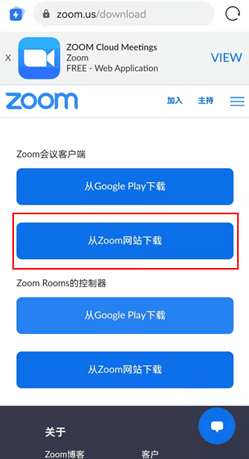 zoom.us/download
X
ZOOM Cloud Meetings
Zoom
FREE - Web Application
VIEW
zoom
加入 主持
Zoom会议客户端
从Google Play下载
从Zoom网站下载
Zoom Rooms的控制器
从Google Play下载
从Zoom网站下载
关于
Zoom博客 客户